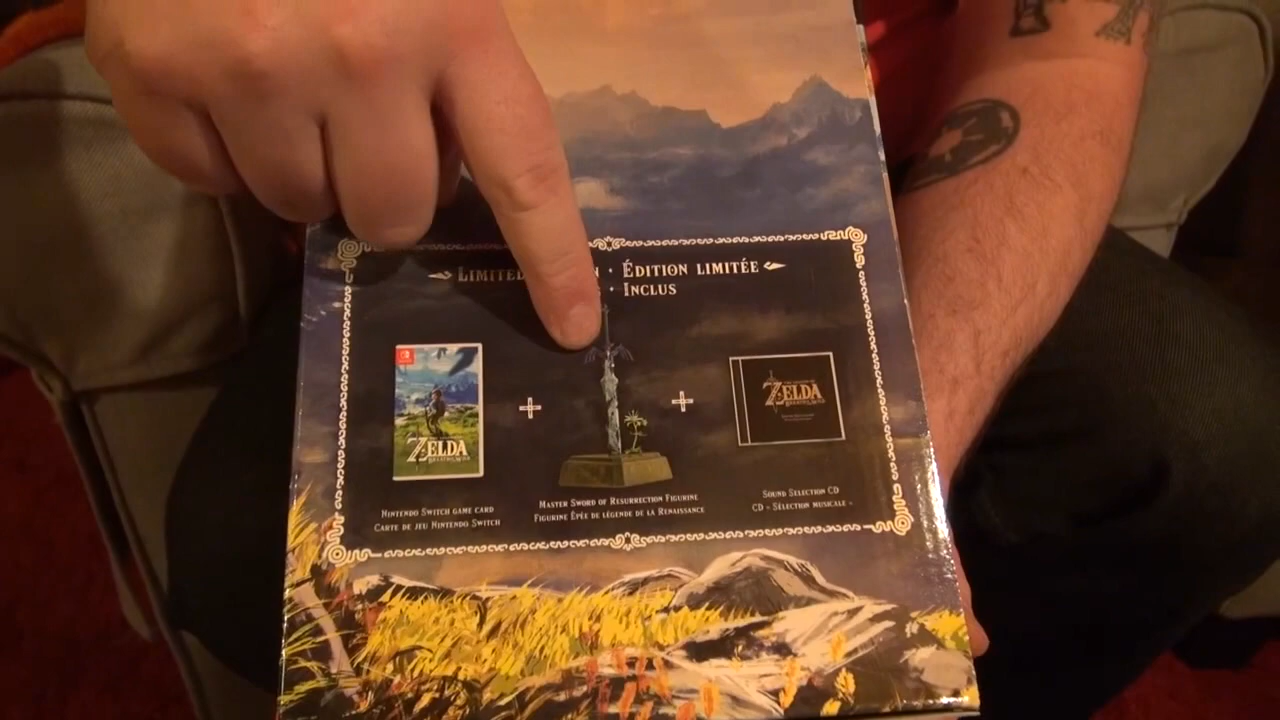 Limited · Édition limitée
· Inclus
Zelda
Zelda
Nintendo Switch game card
Carte de jeu Nintendo Switch
Master Sword of Resurrection Figurine
Figurine Épée de légende de la Renaissance
Sound Selection CD
CD « Sélection musicale »